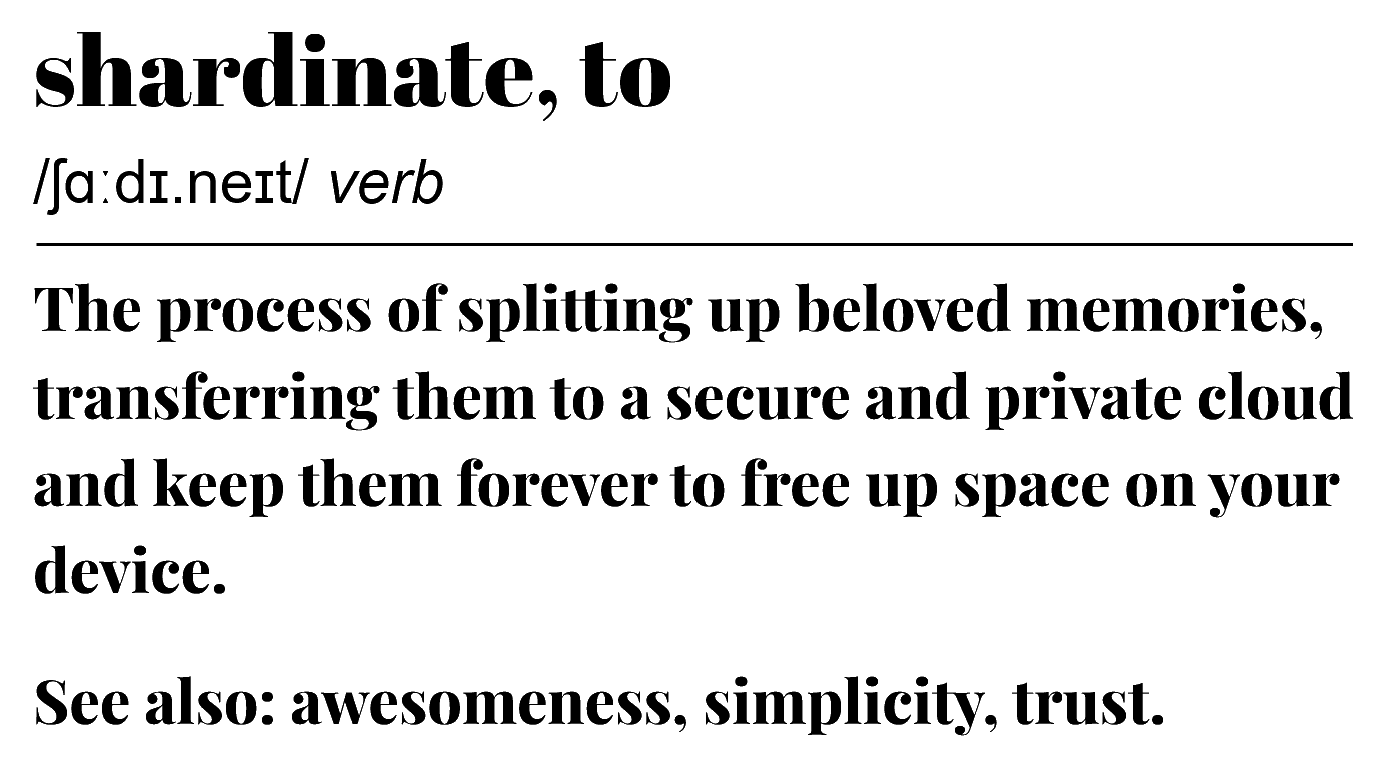 shardinate, to
/ʃɑːdɪ.neɪt/ verb
The process of splitting up beloved memories,
transferring them to a secure and private cloud
and keep them forever to free up space on your
device.
See also: awesomeness, simplicity, trust.